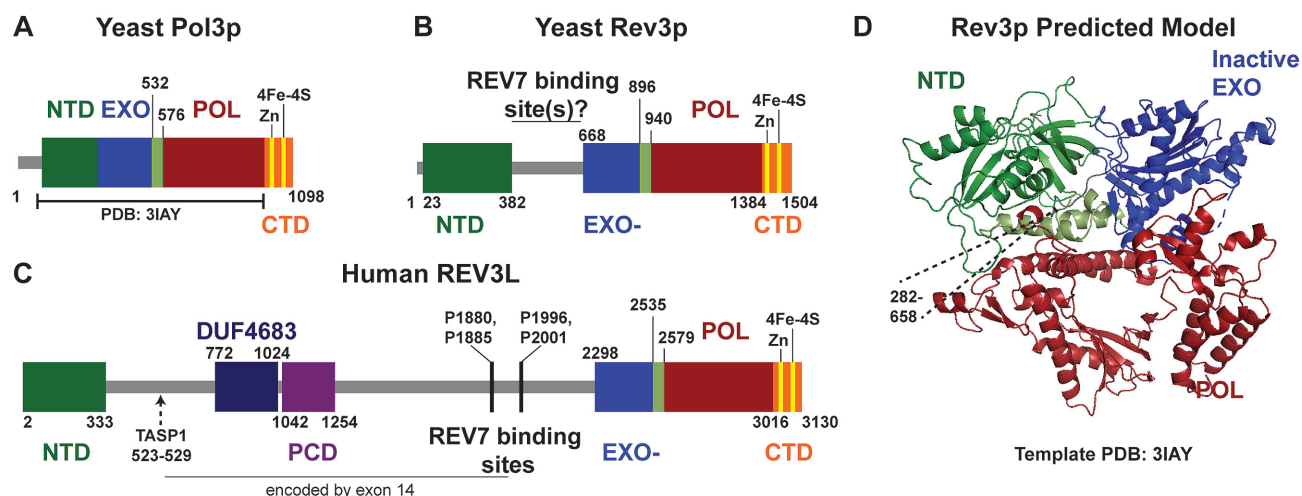 A Yeast Pol3p
532
4Fe-4S
NTD EXO 576 POL Zn
1 1098
PDB: 3IAY
CTD
B Yeast Rev3p
REV7 binding
site(s)?
896
4Fe-4S
668 940 POL Zn
1 23 382 1384 1504
NTD EXO- CTD
C Human REV3L
DUF4683
772 1024
P1880,
P1885
P1996,
P2001
2535
4Fe-4S
2298 2579 POL Zn
2 333 1042 1254 3016 3130
TASP1
523-529
NTD PCD REV7 binding
sites
EXO- CTD
encoded by exon 14
D Rev3p Predicted Model
NTD Inactive
EXO
282-
658
POL
Template PDB: 3IAY